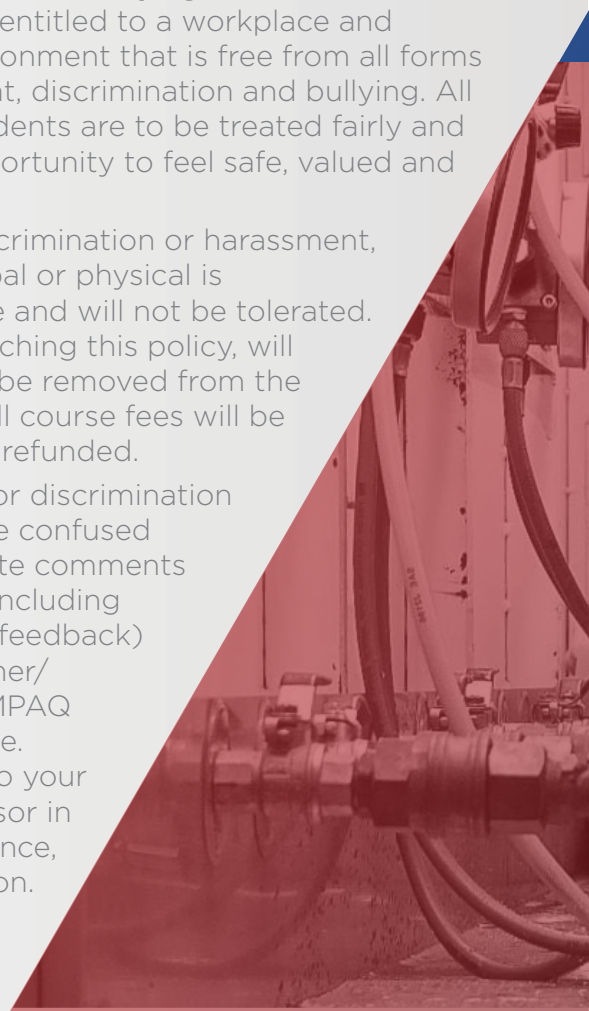 entitled to a workplace and
onment that is free from all forms
t, discrimination and bullying. All
dents are to be treated fairly and
ortunity to feel safe, valued and
crimination or harassment,
bal or physical is
e and will not be tolerated.
ching this policy, will
be removed from the
ll course fees will be
refunded.
or discrimination
e confused
te comments
ncluding
feedback)
ner/
MPAQ
e.
o your
sor in
nce,
on.